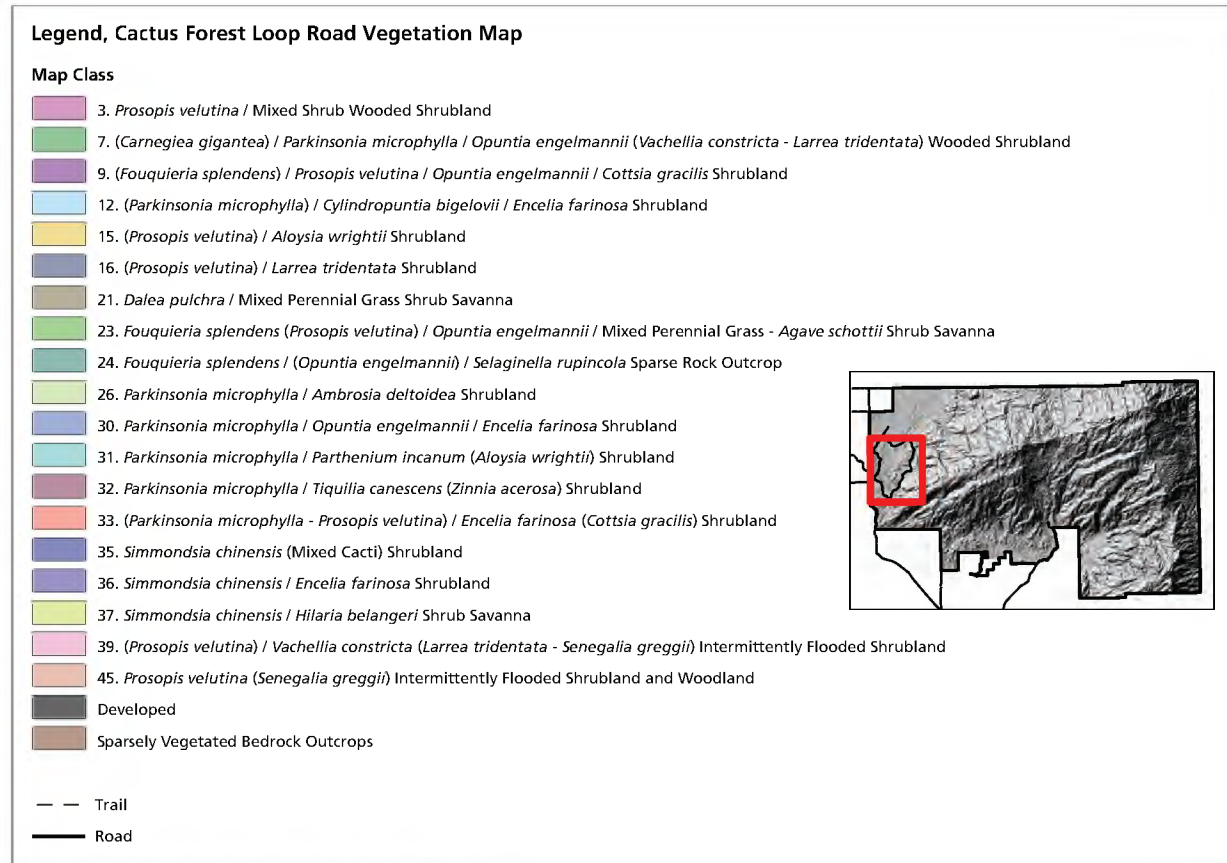 Legend, Cactus Forest Loop Road Vegetation Map
Map Class
3. Prosopis velutina / Mixed Shrub Wooded Shrubland
7. (Carnegiea gigantea) / Parkinsonia microphylla / Opuntia engelmannii (Vachellia constricta - Larrea tridentata) Wooded Shrubland
9. (Fouquieria splendens) / Prosopis velutina / Opuntia engelmannii / Cottsia gracilis Shrubland
12. (Parkinsonia microphylla) / Cylindropuntia bigelovii / Encelia farinosa Shrubland
15. (Prosopis velutina) / Aloysia wrightii Shrubland
16. (Prosopis velutina) / Larrea tridentata Shrubland
21. Dalea pulchra / Mixed Perennial Grass Shrub Savanna
23. Fouquieria splendens (Prosopis velutina) / Opuntia engelmannii / Mixed Perennial Grass - Agave schottii Shrub Savanna
24. Fouquieria splendens / (Opuntia engelmannii) / Selaginella rupincola Sparse Rock Outcrop
26. Parkinsonia microphylla / Ambrosia deltoidea Shrubland
30. Parkinsonia microphylla / Opuntia engelmannii / Encelia farinosa Shrubland
31. Parkinsonia microphylla / Parthenium incanum (Aloysia wrightii) Shrubland
32. Parkinsonia microphylla / Tiquilia canescens (Zinnia acerosa) Shrubland
33. (Parkinsonia microphylla - Prosopis velutina) / Encelia farinosa (Cottsia gracilis) Shrubland
35. Simmondsia chinensis (Mixed Cacti) Shrubland
36. Simmondsia chinensis / Encelia farinosa Shrubland
37. Simmondsia chinensis / Hilaria belangeri Shrub Savanna
39. (Prosopis velutina) / Vachellia constricta (Larrea tridentata - Senegalia greggii) Intermittently Flooded Shrubland
45. Prosopis velutina (Senegalia greggii) Intermittently Flooded Shrubland and Woodland
Developed
Sparsely Vegetated Bedrock Outcrops
Trail
Road